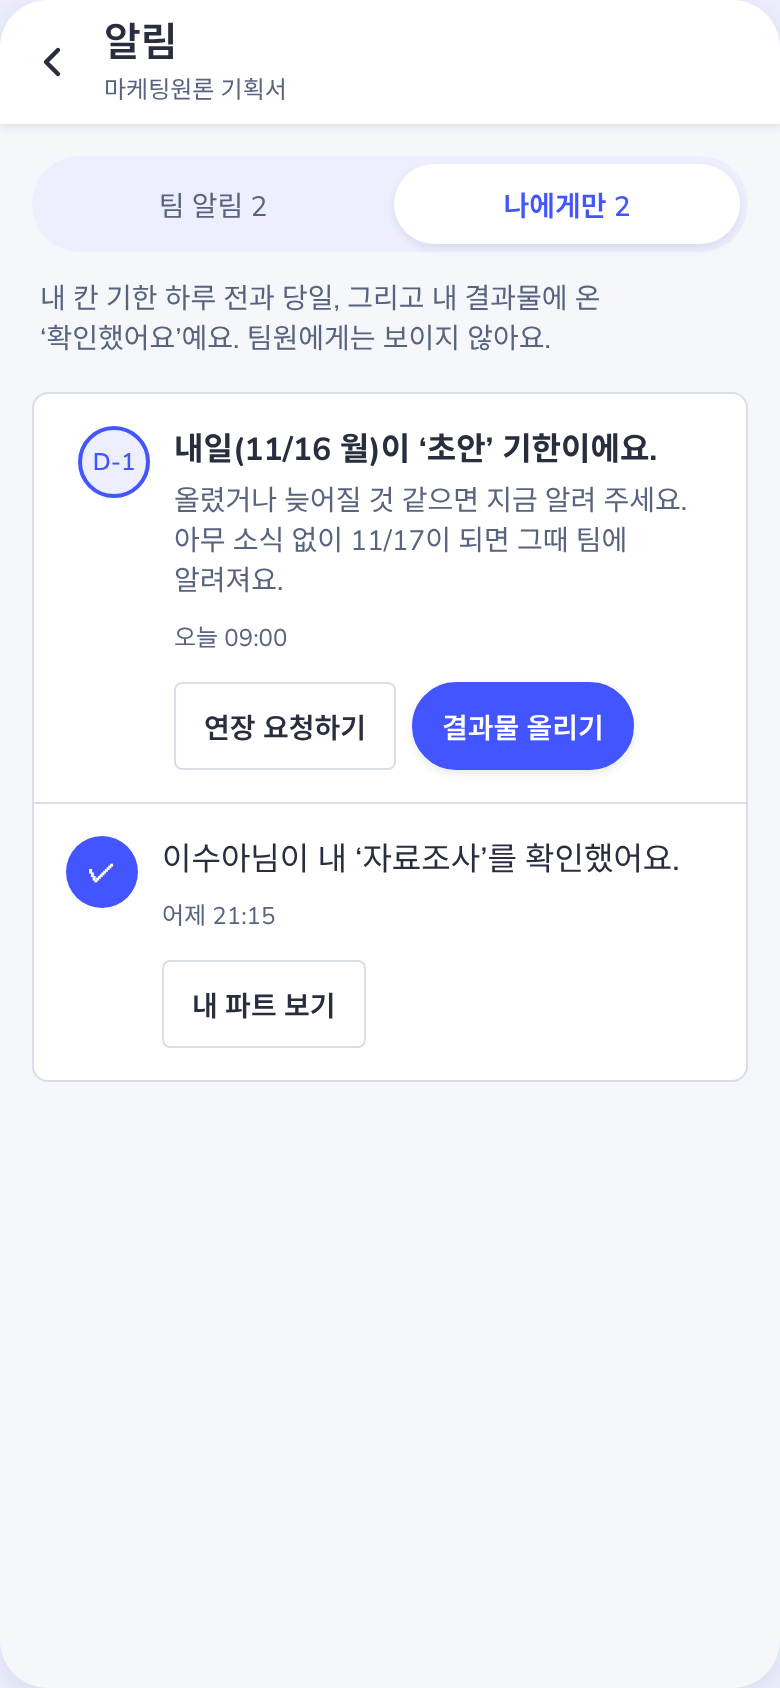 알림
마케팅원론 기획서
팀 알림 2
나에게만 2
내 칸 기한 하루 전과 당일, 그리고 내 결과물에 온
‘확인했어요’예요. 팀원에게는 보이지 않아요.
D-1
내일(11/16 월)이 ‘초안’ 기한이에요.
올렸거나 늦어질 것 같으면 지금 알려 주세요.
아무 소식 없이 11/17이 되면 그때 팀에
알려져요.
오늘 09:00
연장 요청하기
결과물 올리기
이수아님이 내 ‘자료조사’를 확인했어요.
어제 21:15
내 파트 보기